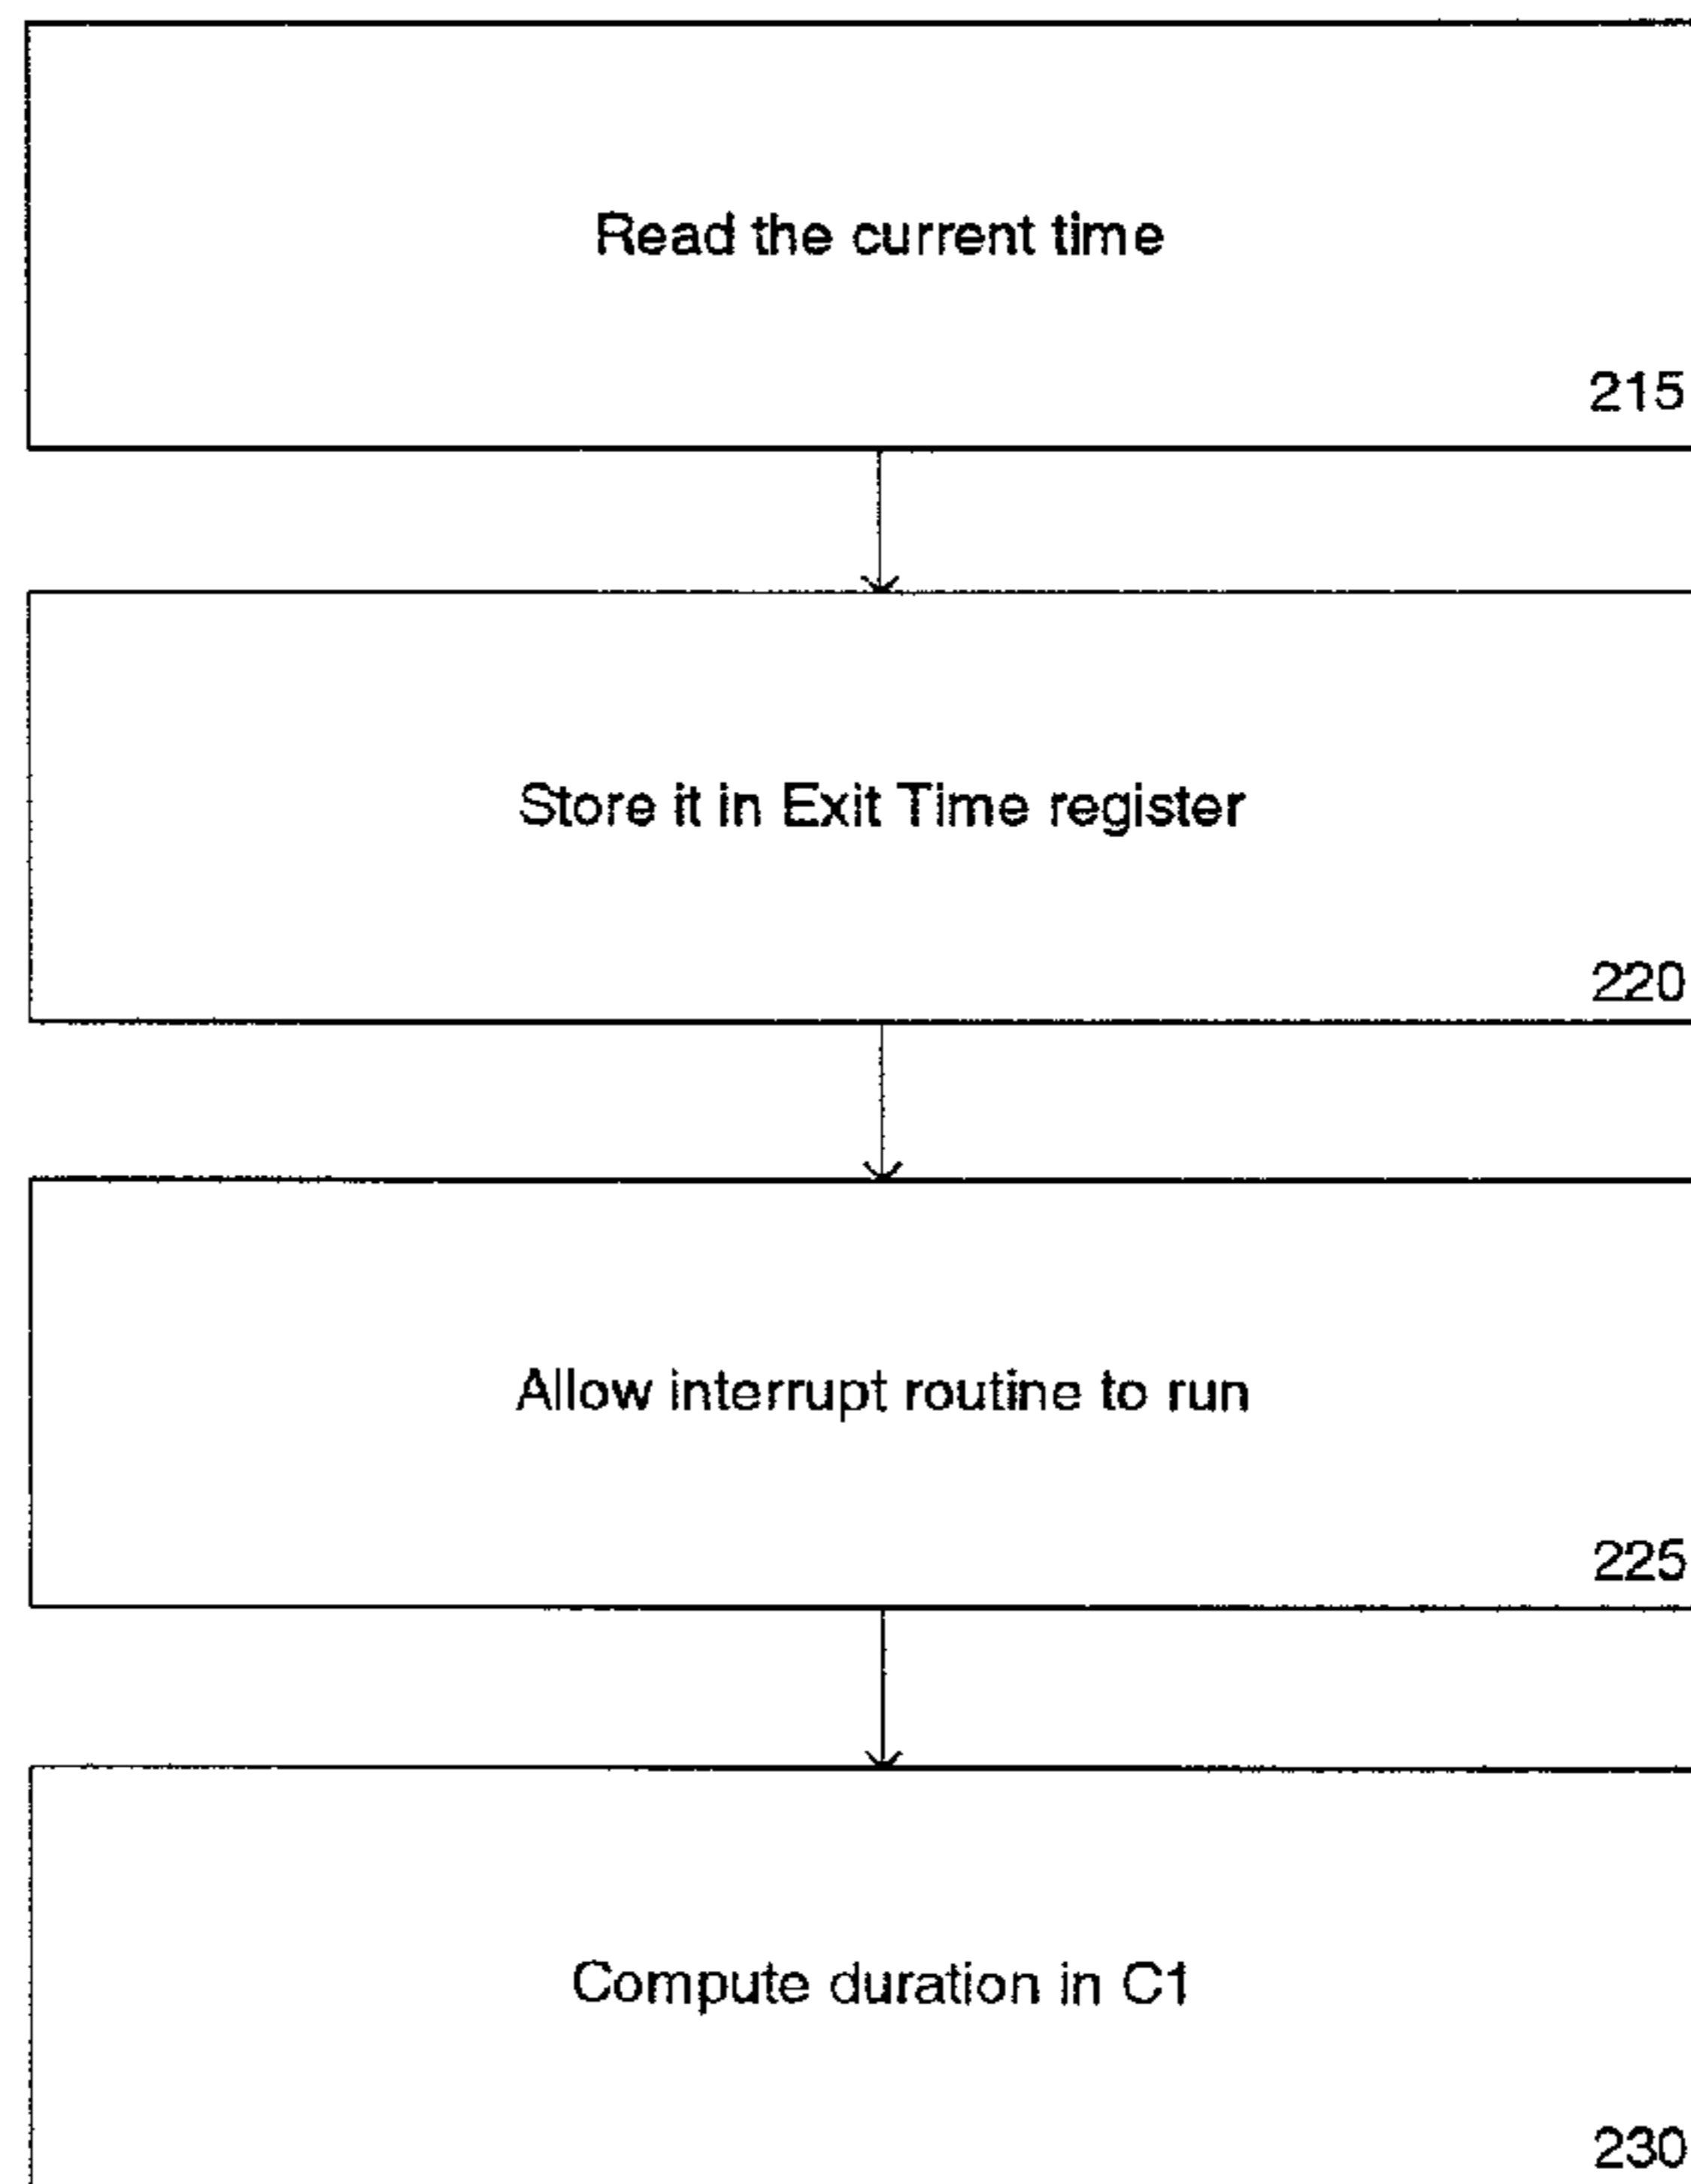 Read the current time
215
Store it in Exit Time register
220
Allow interrupt routine to run
225
Compute duration in C1
230